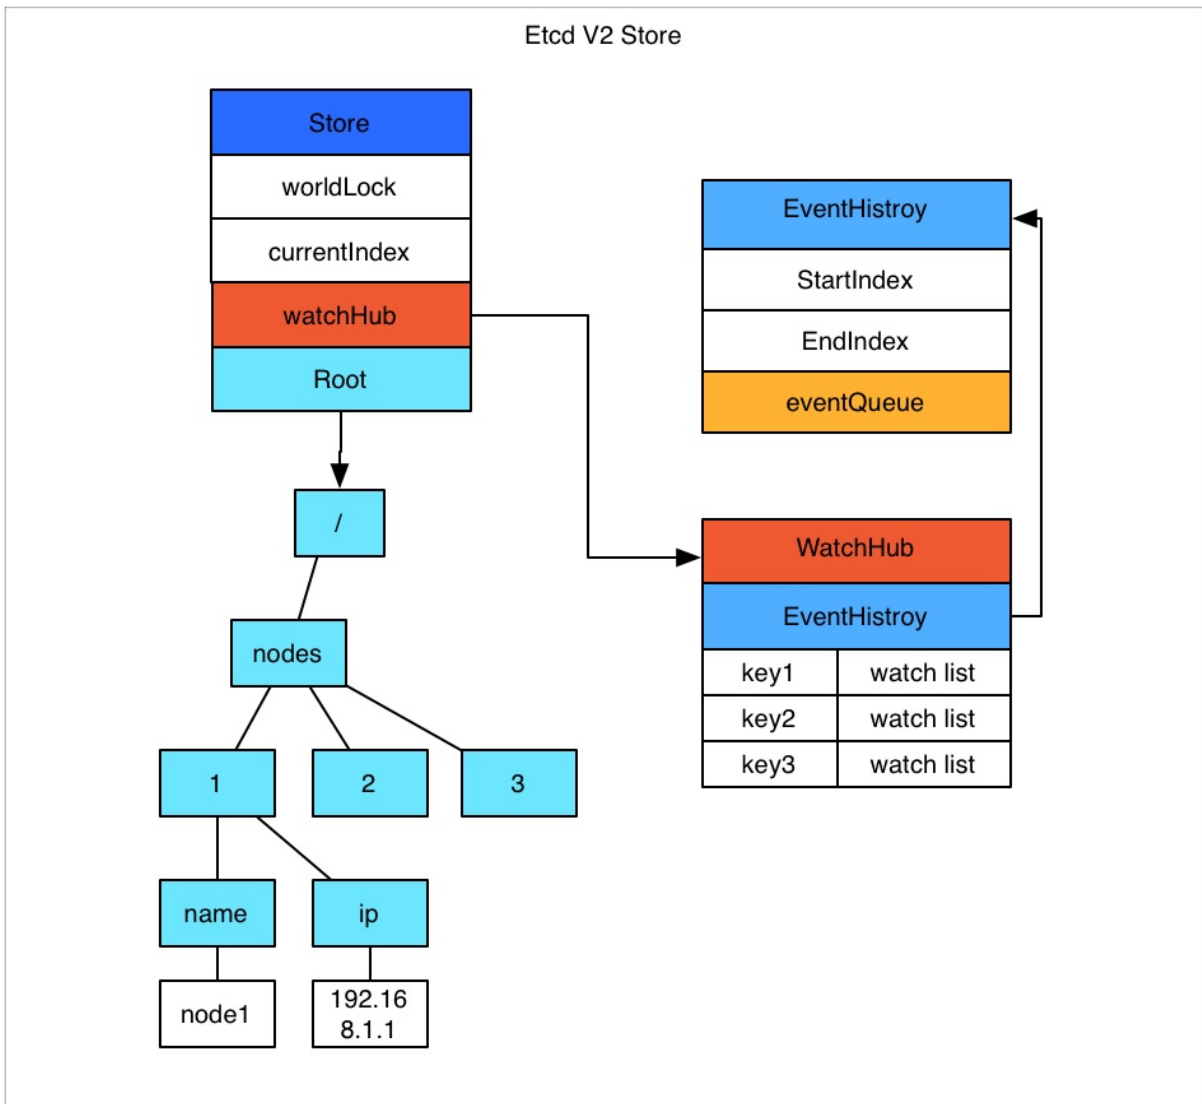 Etcd V2 Store
Store
worldLock
currentIndex
watchHub
Root
/
nodes
1
2
3
name
ip
node1
192.16
8.1.1
EventHistroy
StartIndex
EndIndex
eventQueue
WatchHub
EventHistroy
key1 watch list
key2 watch list
key3 watch list